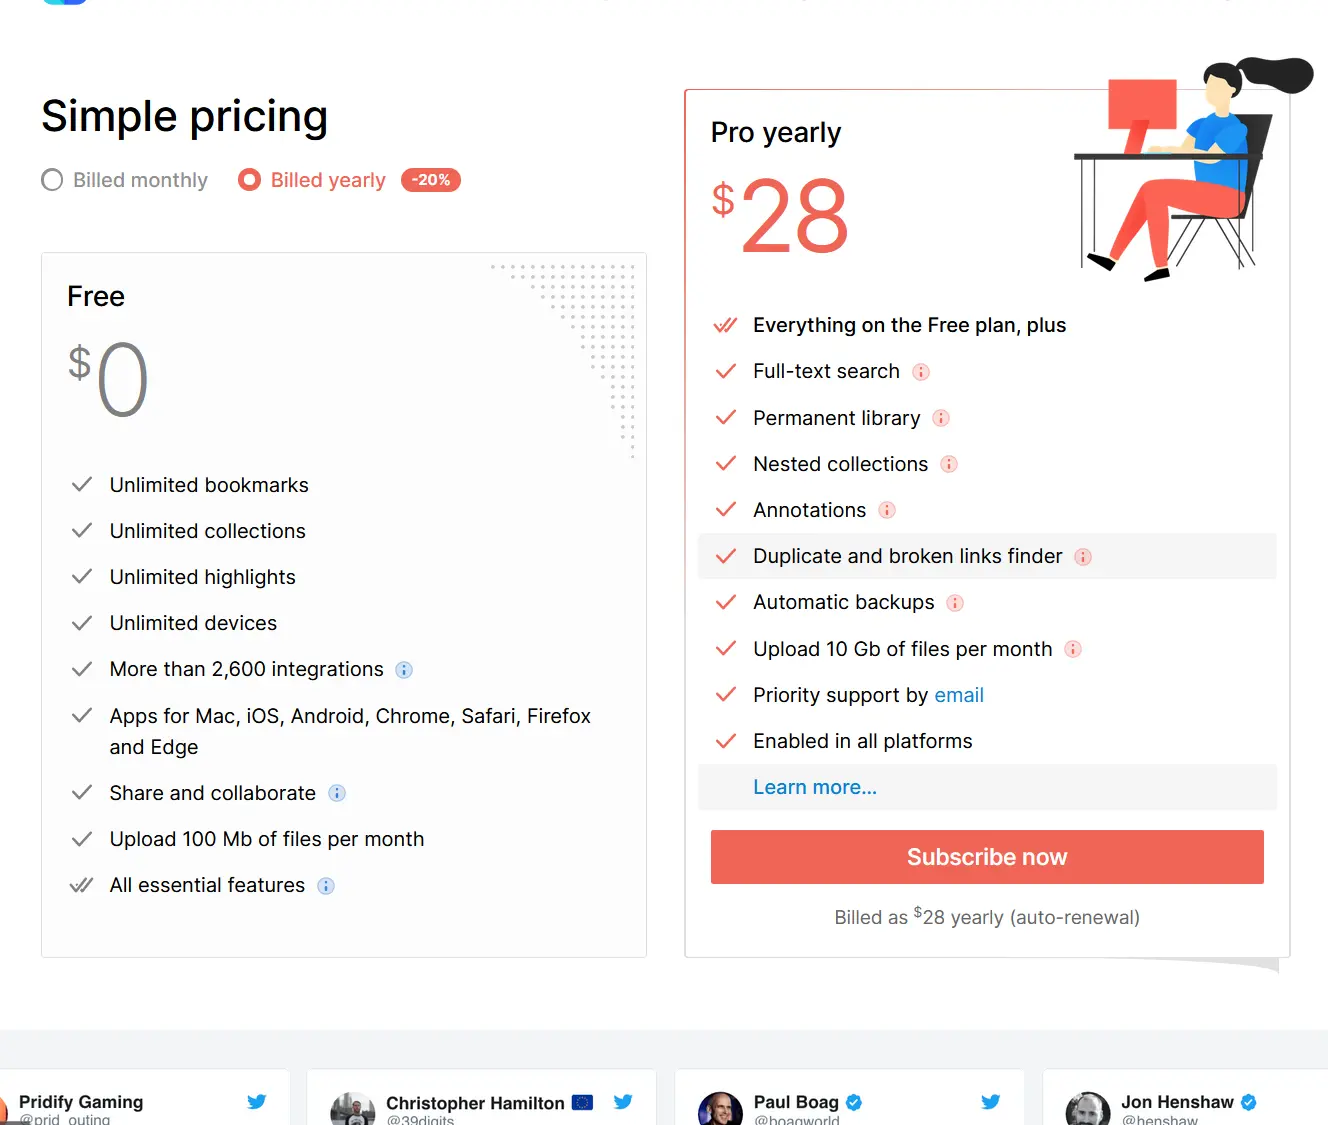 Simple pricing
Billed monthly
Billed yearly
-20%
Free
$0
Unlimited bookmarks
Unlimited collections
Unlimited highlights
Unlimited devices
More than 2,600 integrations
Apps for Mac, iOS, Android, Chrome, Safari, Firefox
and Edge
Share and collaborate
Upload 100 Mb of files per month
All essential features
Pro yearly
$28
Everything on the Free plan, plus
Full-text search
Permanent library
Nested collections
Annotations
Duplicate and broken links finder
Automatic backups
Upload 10 Gb of files per month
Priority support by email
Enabled in all platforms
Learn more...
Subscribe now
Billed as $28 yearly (auto-renewal)
Pridify Gaming
@prid_outing
Christopher Hamilton
@39digits
Paul Boag
@boagworld
Jon Henshaw
@henshaw